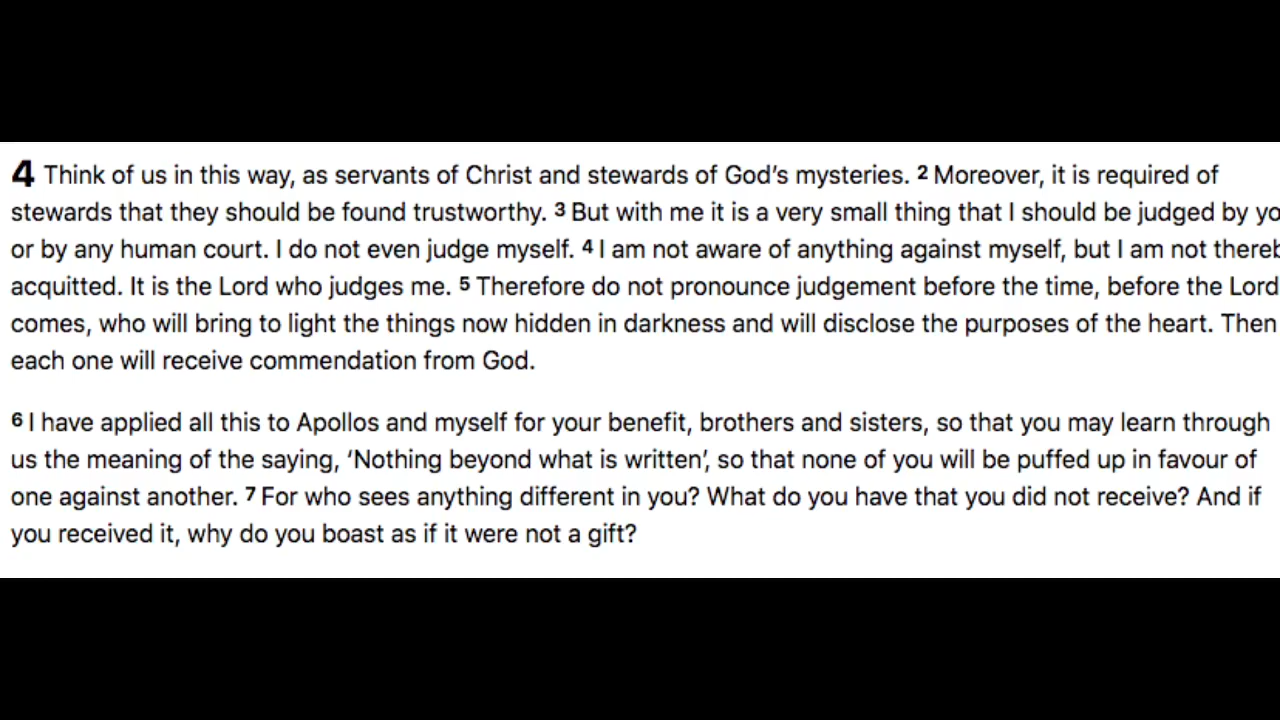 4 Think of us in this way, as servants of Christ and stewards of God’s mysteries. 2 Moreover, it is required of
stewards that they should be found trustworthy. 3 But with me it is a very small thing that I should be judged by yo
or by any human court. I do not even judge myself. 4 I am not aware of anything against myself, but I am not thereb
acquitted. It is the Lord who judges me. 5 Therefore do not pronounce judgement before the time, before the Lord
comes, who will bring to light the things now hidden in darkness and will disclose the purposes of the heart. Then
each one will receive commendation from God.
6 I have applied all this to Apollos and myself for your benefit, brothers and sisters, so that you may learn through
us the meaning of the saying, ‘Nothing beyond what is written’, so that none of you will be puffed up in favour of
one against another. 7 For who sees anything different in you? What do you have that you did not receive? And if
you received it, why do you boast as if it were not a gift?